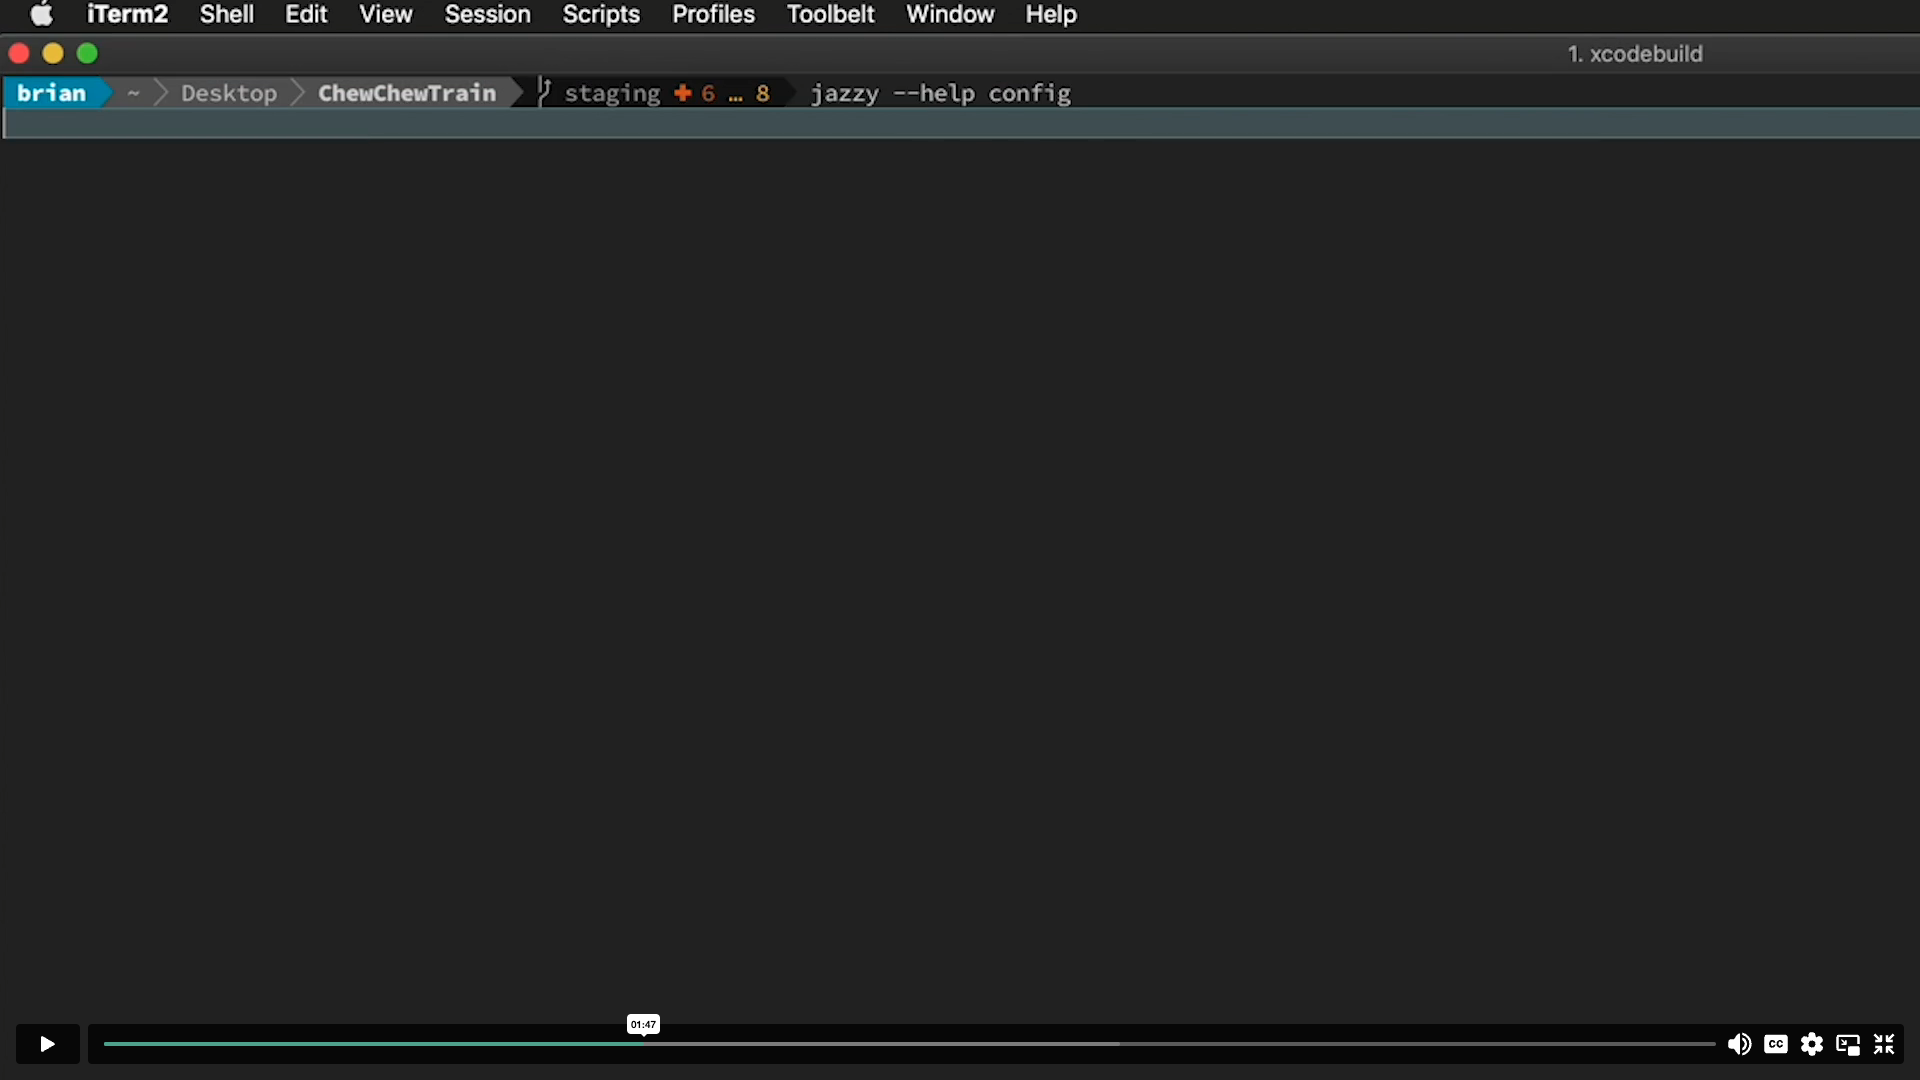 iTerm2 Shell Edit View Session Scripts Profiles Toolbelt Window Help
1. xcodebuild
brian ~ Desktop ChewChewTrain staging ✚ 6 … 8 jazzy --help config
01:47
CC